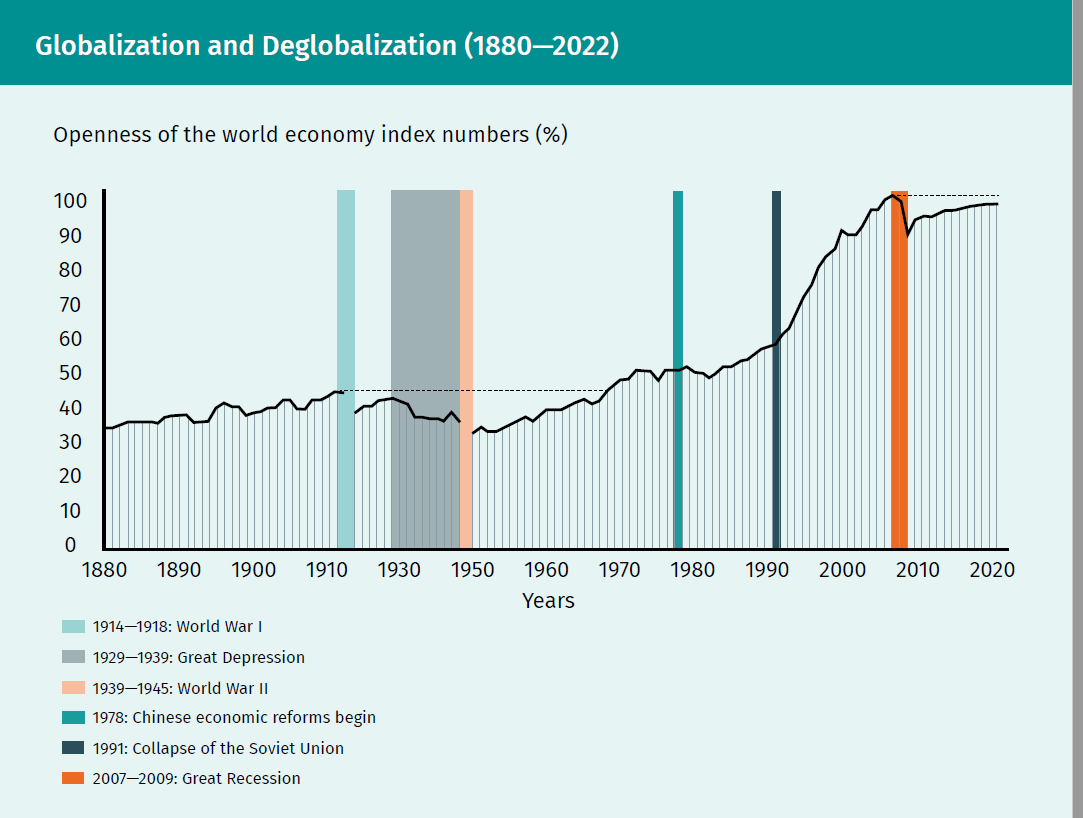 Globalization and Deglobalization (1880—2022)
Openness of the world economy index numbers (%)
100
90
80
70
60
50
40
30
20
10
0
1880 1890 1900 1910 1930 1950 1960 1970 1980 1990 2000 2010 2020
Years
1914—1918: World War I
1929—1939: Great Depression
1939—1945: World War II
1978: Chinese economic reforms begin
1991: Collapse of the Soviet Union
2007—2009: Great Recession